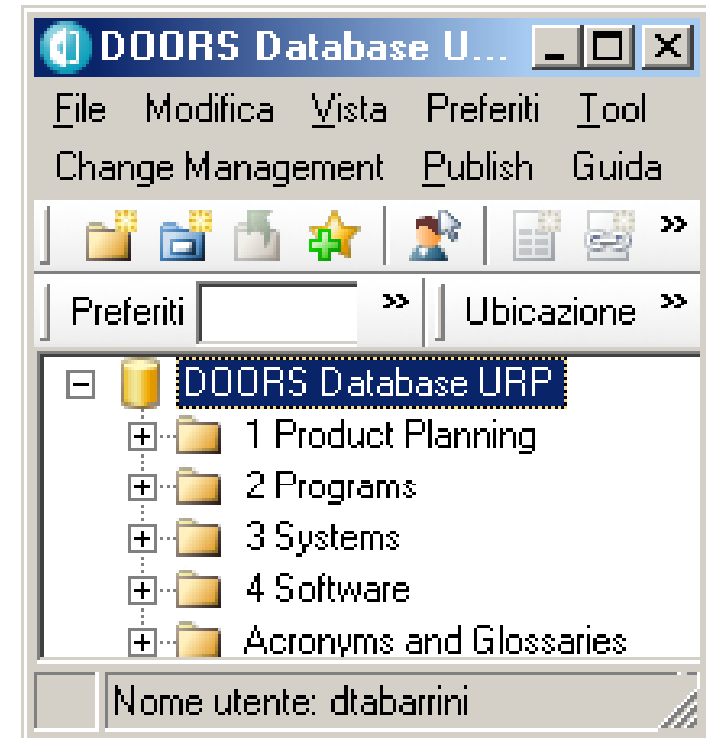 DOORS Database U...
File Modifica Vista Preferiti Tool
Change Management Publish Guida
Preferiti Ubicazione
DOORS Database URP
1 Product Planning
2 Programs
3 Systems
4 Software
Acronyms and Glossaries
Nome utente: dtabarrini